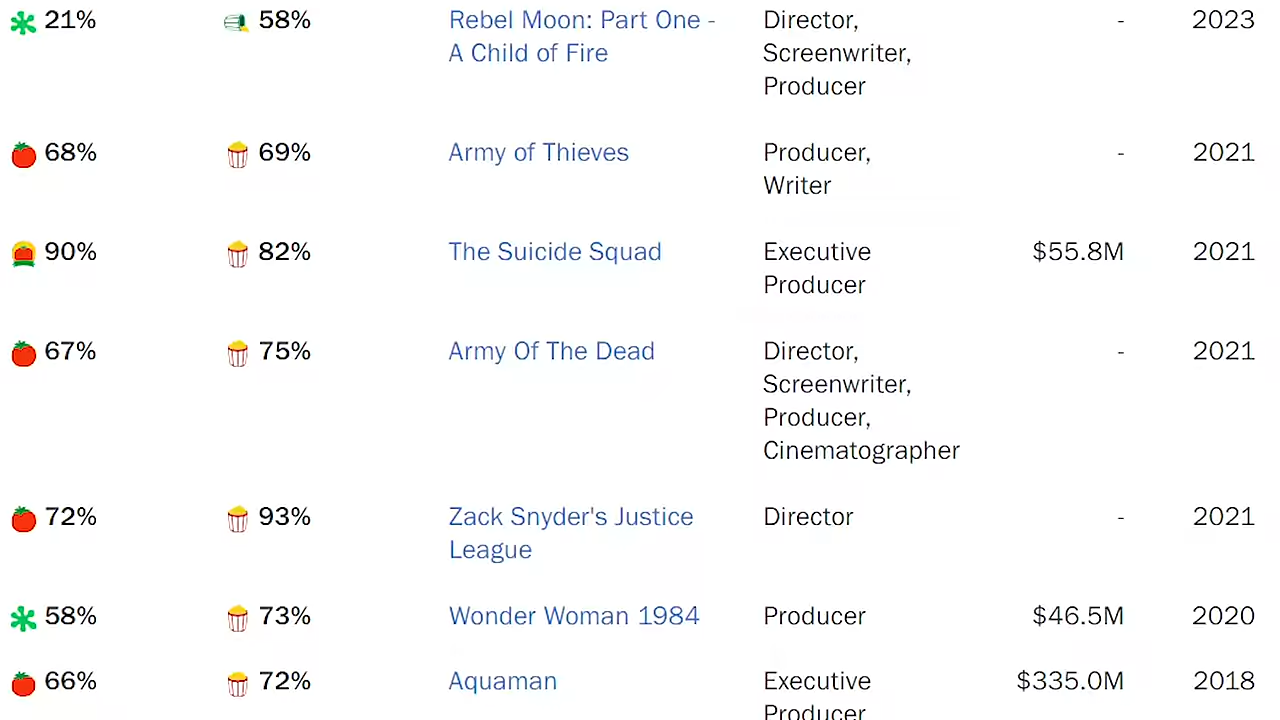 21% 58% Rebel Moon: Part One - Director, - 2023
A Child of Fire Screenwriter,
Producer
68% 69% Army of Thieves Producer, - 2021
Writer
90% 82% The Suicide Squad Executive $55.8M 2021
Producer
67% 75% Army Of The Dead Director, - 2021
Screenwriter,
Producer,
Cinematographer
72% 93% Zack Snyder's Justice Director - 2021
League
58% 73% Wonder Woman 1984 Producer $46.5M 2020
66% 72% Aquaman Executive $335.0M 2018
Producer